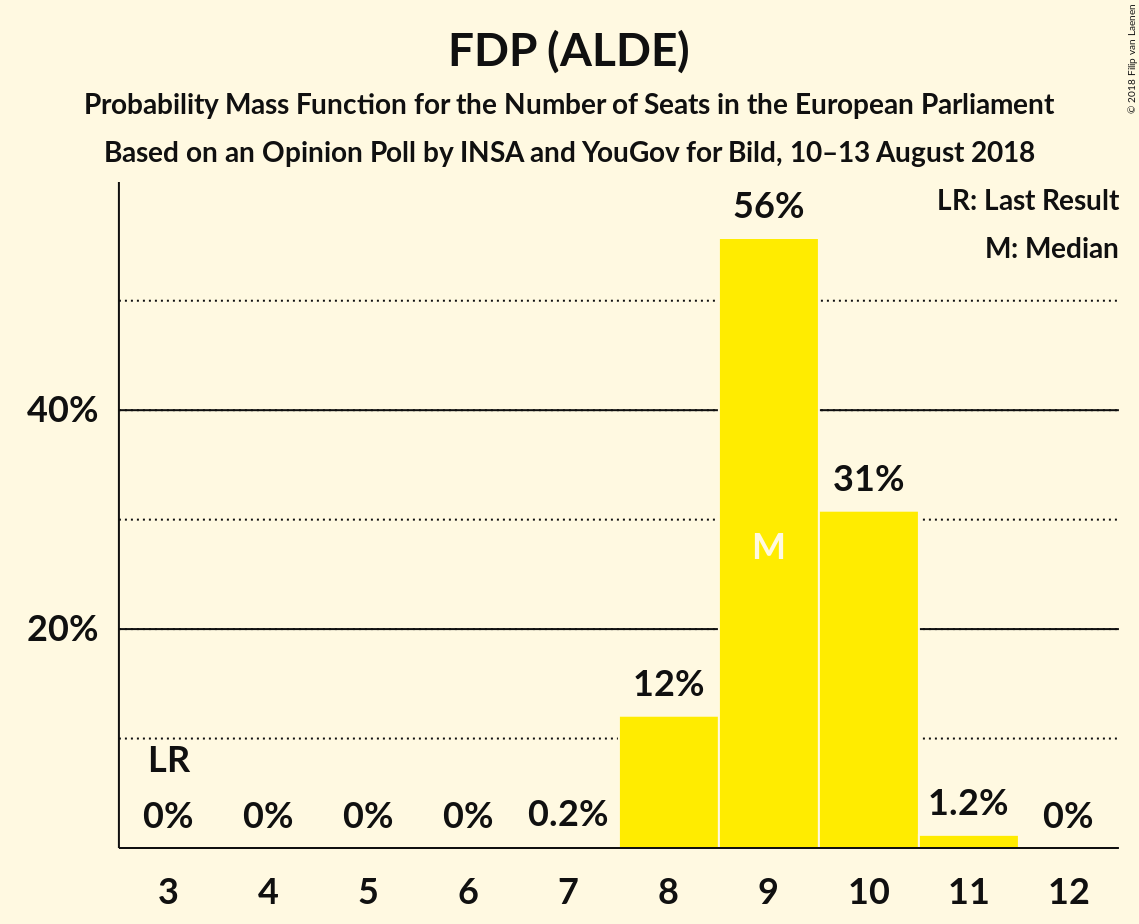 FDP (ALDE)
Probability Mass Function for the Number of Seats in the European Parliament
Based on an Opinion Poll by INSA and YouGov for Bild, 10–13 August 2018
© 2018 Filip van Laenen
LR: Last Result
M: Median
56%
40%
31%
M
20%
12%
LR
0%
0%
0%
0%
0.2%
1.2%
0%
3
4
5
6
7
8
9
10
11
12